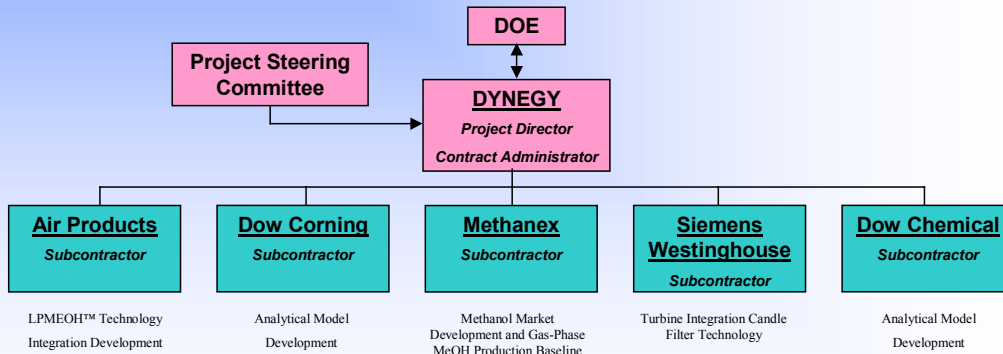 DOE
Project Steering
Committee
DYNEGY
Project Director
Contract Administrator
Air Products
Subcontractor
LPMEOH™ Technology
Integration Development
Dow Corning
Subcontractor
Analytical Model
Development
Methanex
Subcontractor
Methanol Market
Development and Gas-Phase
MeOH Production Baseline
Siemens
Westinghouse
Subcontractor
Turbine Integration Candle
Filter Technology
Dow Chemical
Subcontractor
Analytical Model
Development